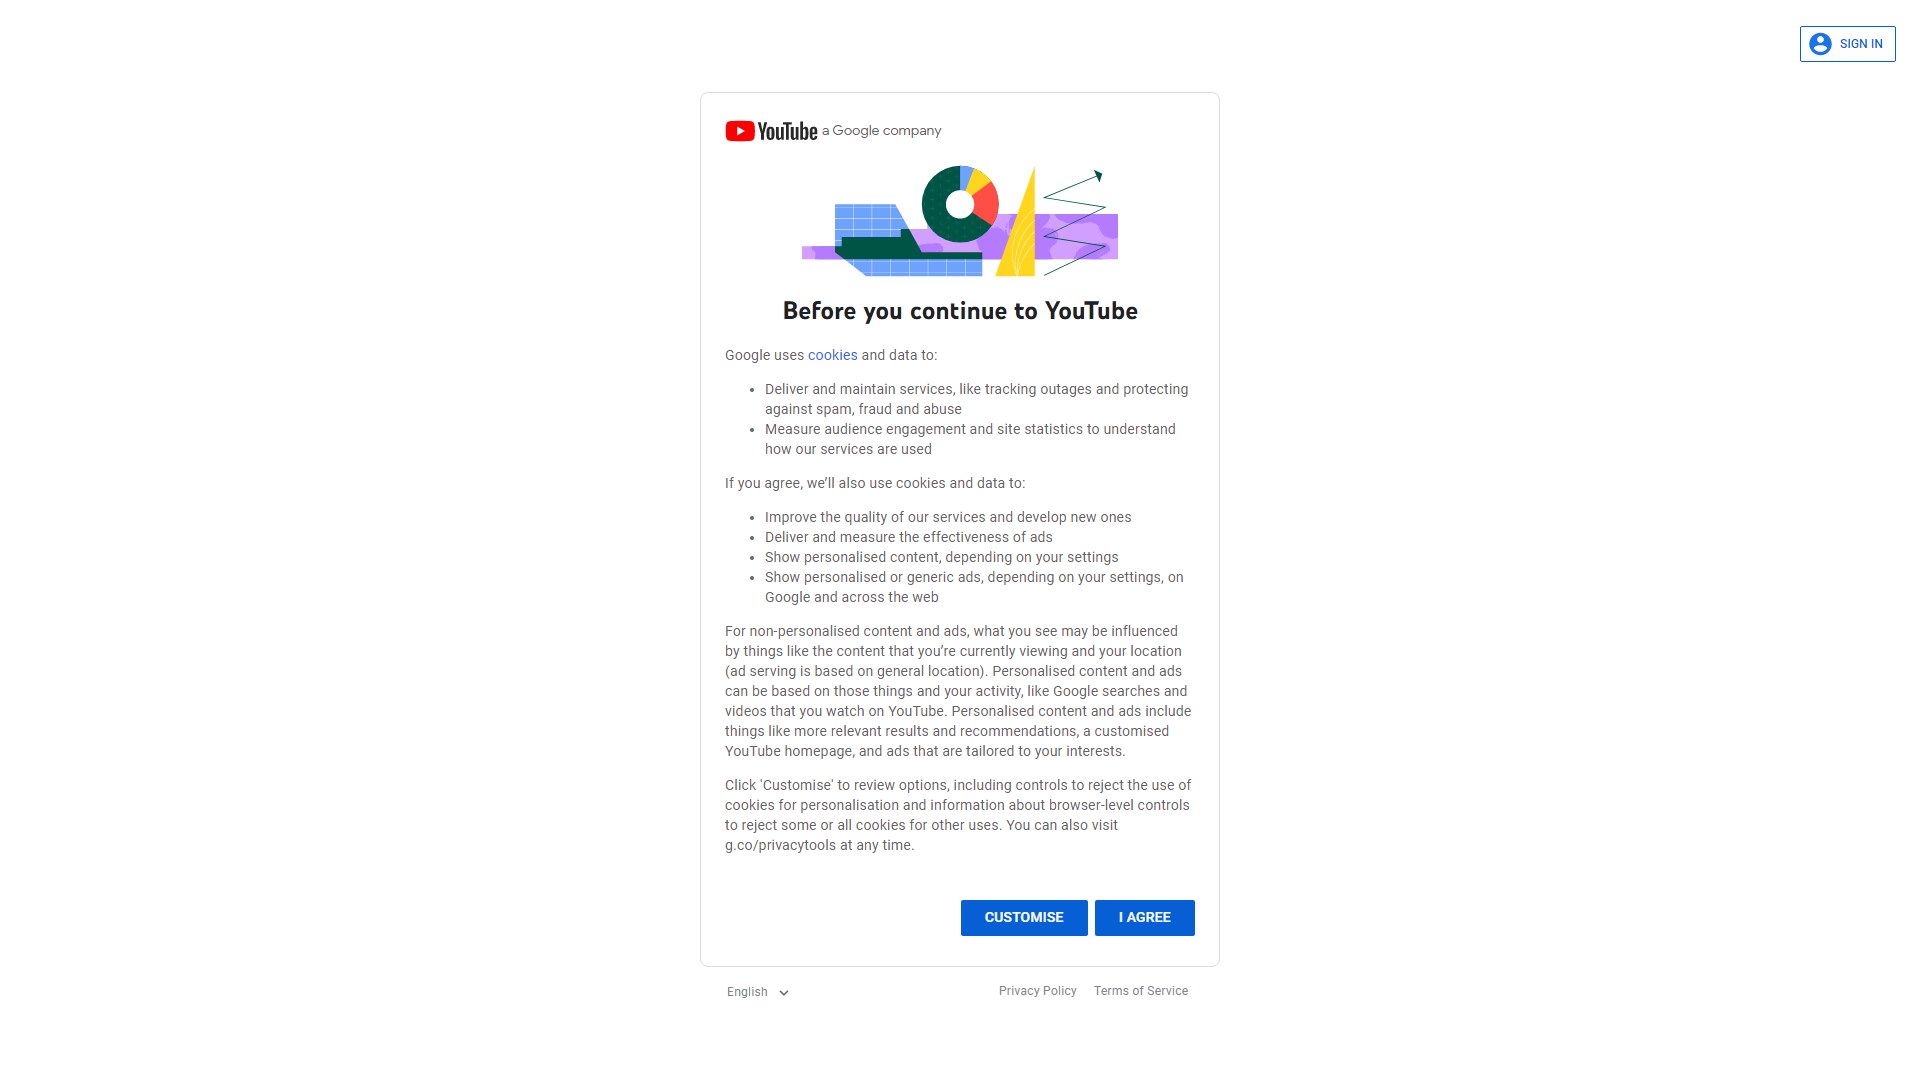 SIGN IN
YouTube a Google company
Before you continue to YouTube
Google uses cookies and data to:
• Deliver and maintain services, like tracking outages and protecting
against spam, fraud and abuse
• Measure audience engagement and site statistics to understand
how our services are used
If you agree, we’ll also use cookies and data to:
• Improve the quality of our services and develop new ones
• Deliver and measure the effectiveness of ads
• Show personalised content, depending on your settings
• Show personalised or generic ads, depending on your settings, on
Google and across the web
For non-personalised content and ads, what you see may be influenced
by things like the content that you’re currently viewing and your location
(ad serving is based on general location). Personalised content and ads
can be based on those things and your activity, like Google searches and
videos that you watch on YouTube. Personalised content and ads include
things like more relevant results and recommendations, a customised
YouTube homepage, and ads that are tailored to your interests.
Click 'Customise' to review options, including controls to reject the use of
cookies for personalisation and information about browser-level controls
to reject some or all cookies for other uses. You can also visit
g.co/privacytools at any time.
CUSTOMISE I AGREE
English Privacy Policy Terms of Service